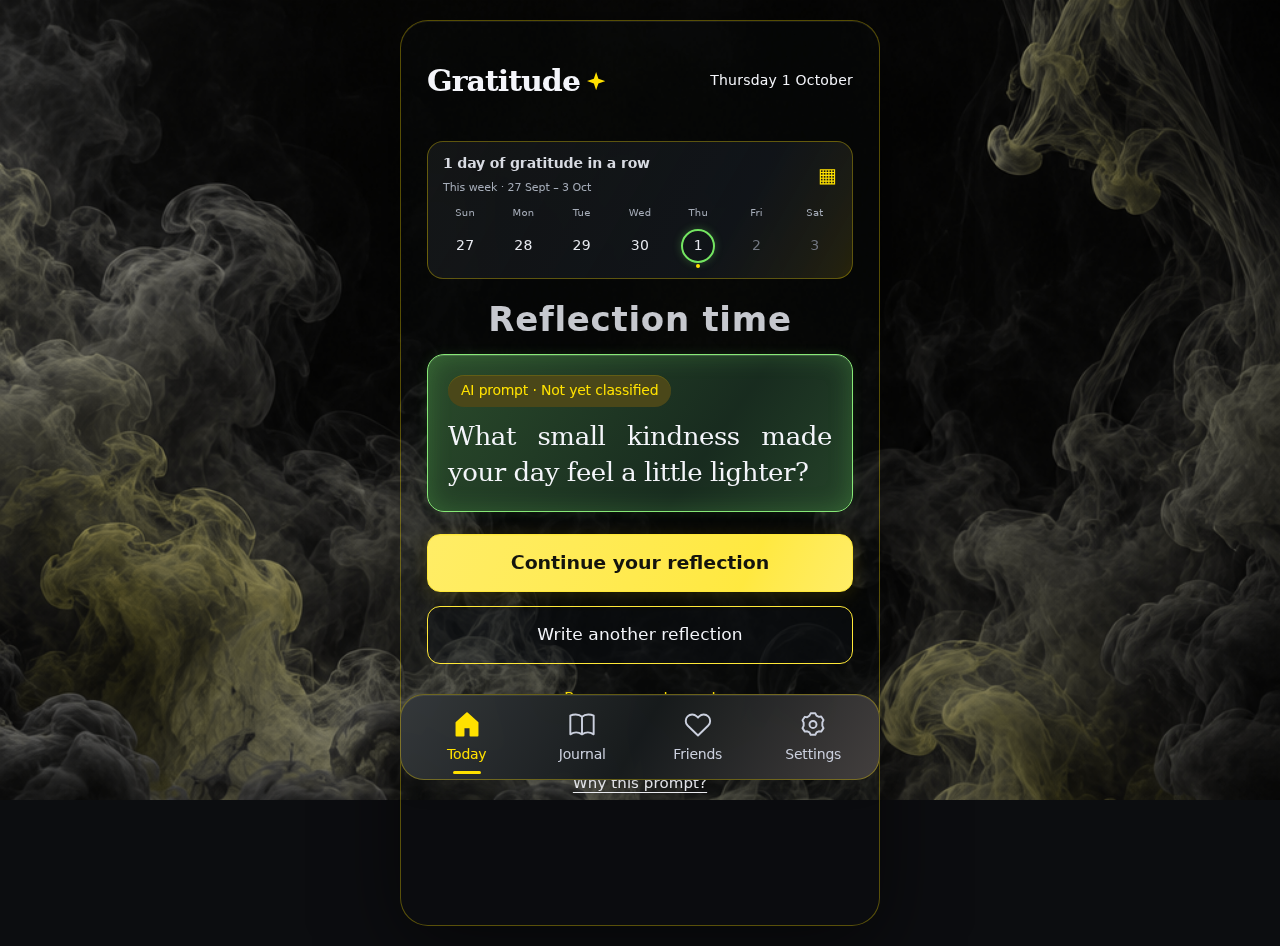 Gratitude
Thursday 1 October
1 day of gratitude in a row
This week · 27 Sept – 3 Oct
Sun Mon Tue Wed Thu Fri Sat
27 28 29 30 1 2 3
Reflection time
AI prompt · Not yet classified
What small kindness made
your day feel a little lighter?
Continue your reflection
Write another reflection
Today Journal Friends Settings
Why this prompt?